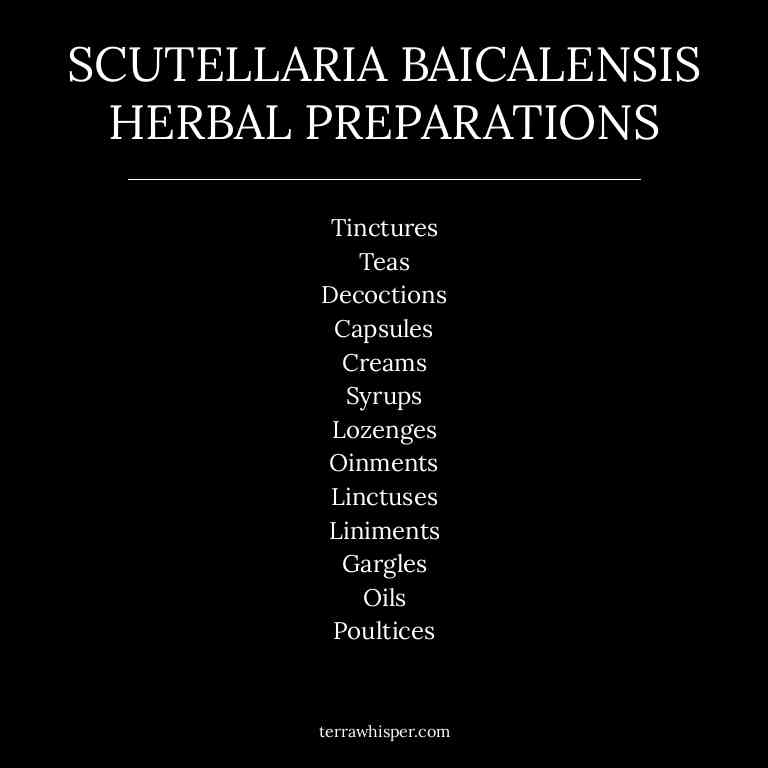 SCUTELLARIA BAICALENSIS
HERBAL PREPARATIONS
Tinctures
Teas
Decoctions
Capsules
Creams
Syrups
Lozenges
Oinments
Linctuses
Liniments
Gargles
Oils
Poultices
terrawhisper.com